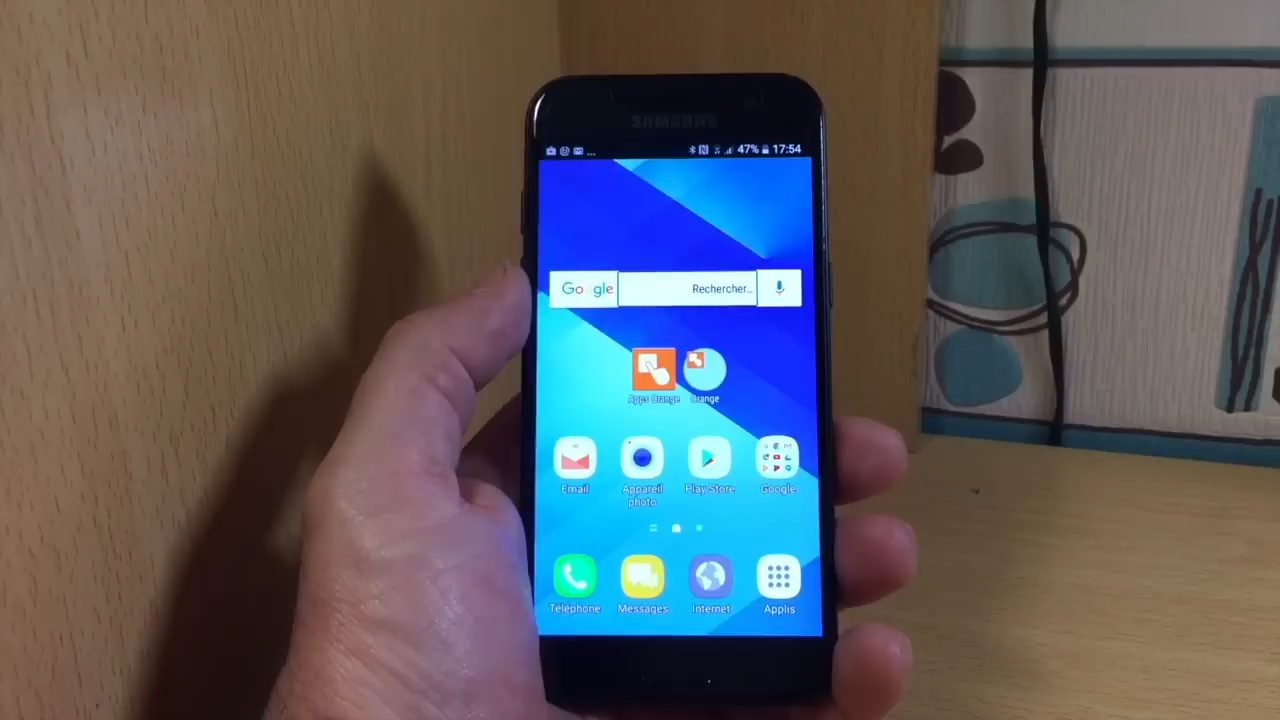 SAMSUNG
47% 17:54
Google Rechercher...
Apps Orange Orange
Email Appareil photo Play Store Google
Téléphone Messages Internet Applis